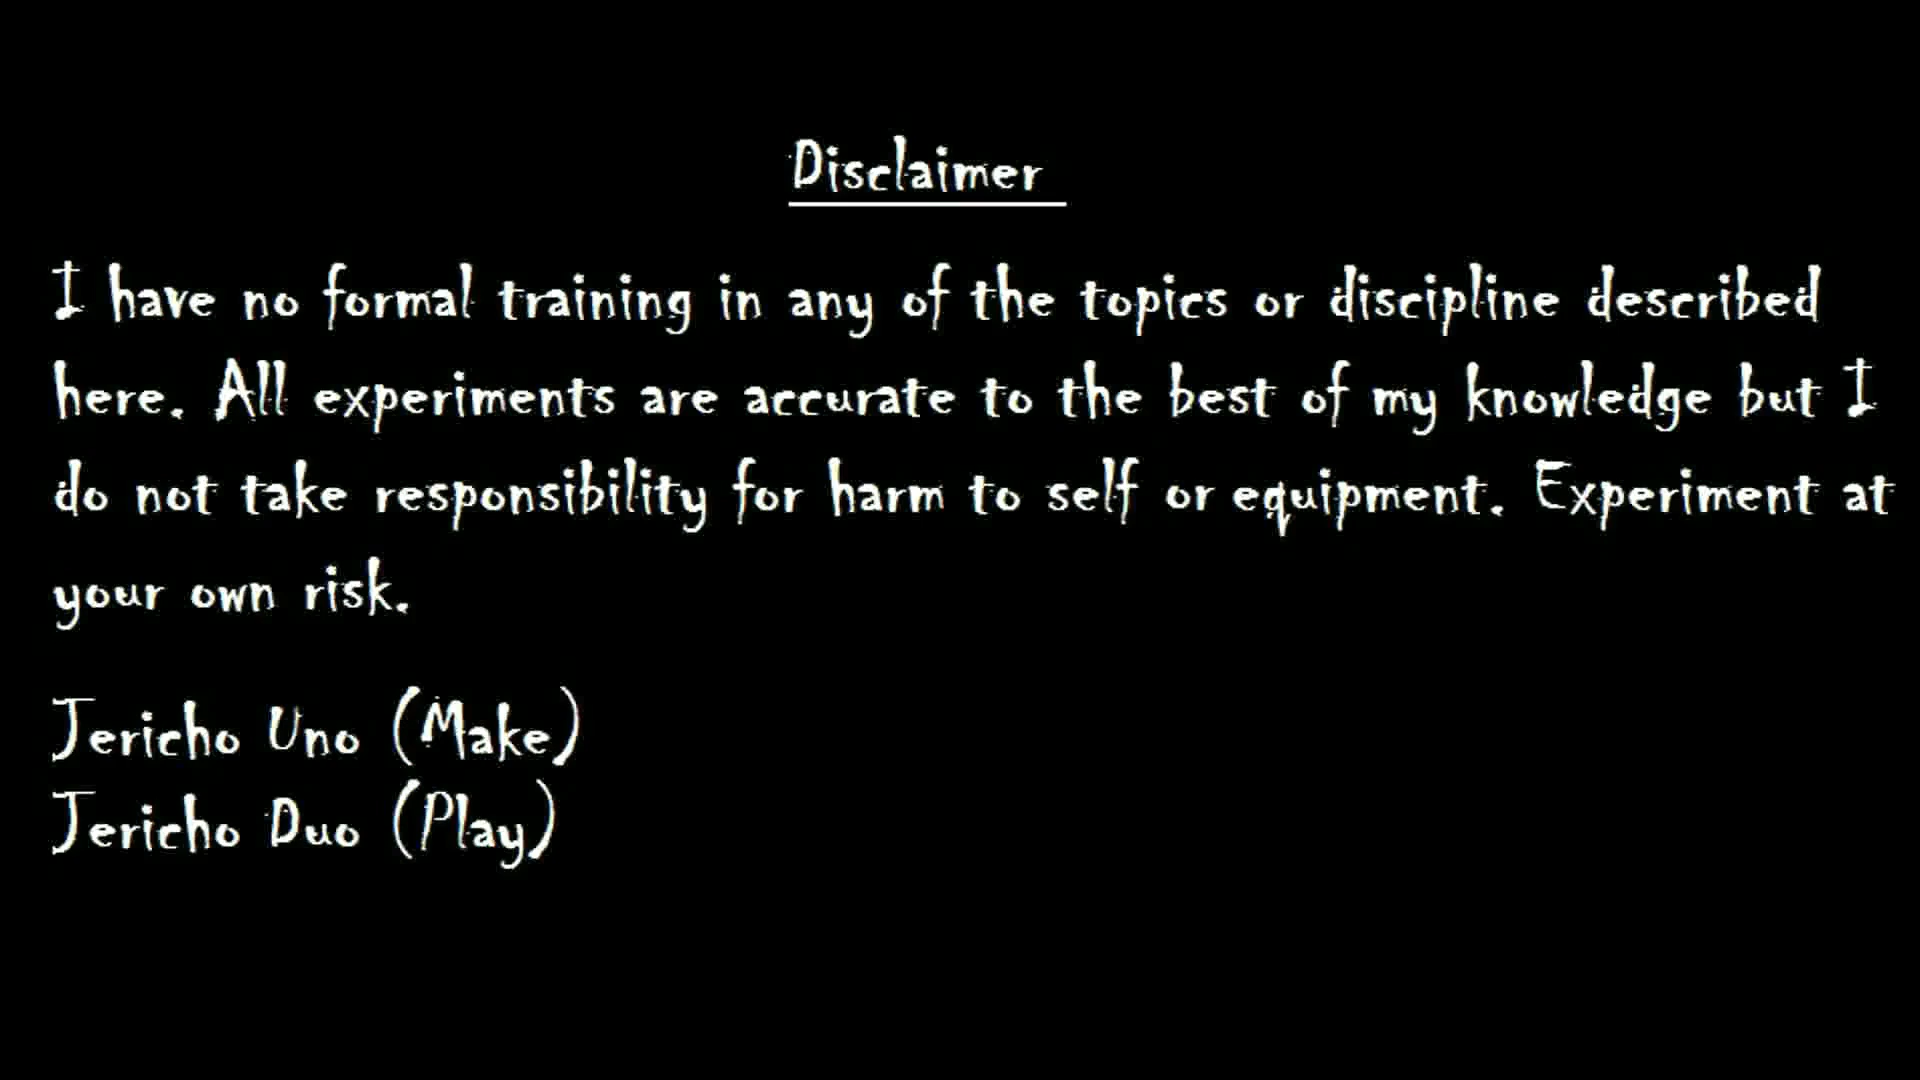 Disclaimer
I have no formal training in any of the topics or discipline described
here. All experiments are accurate to the best of my knowledge but I
do not take responsibility for harm to self or equipment. Experiment at
your own risk.
Jericho Uno (Make)
Jericho Duo (Play)